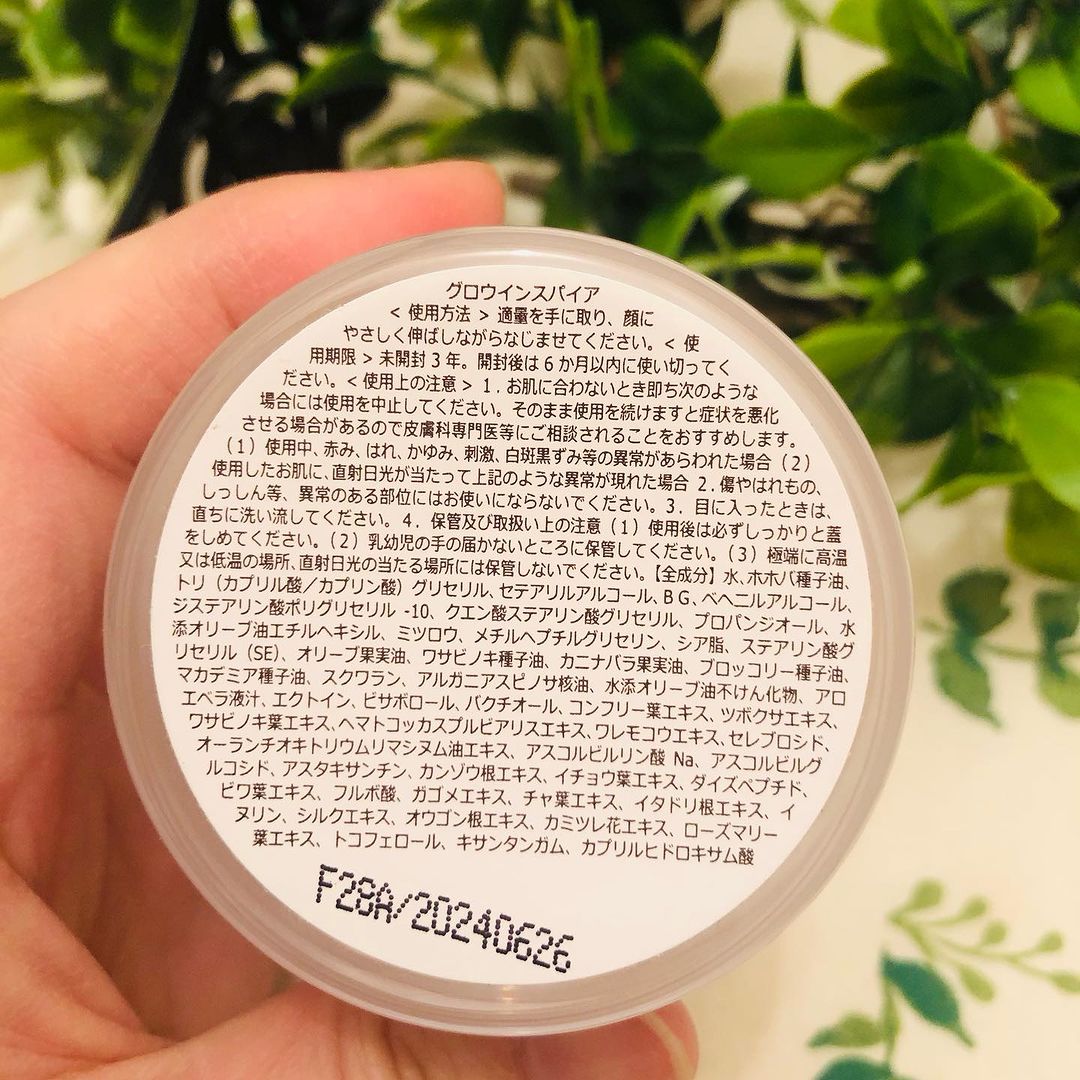 グロウインスパイア
< 使用方法 > 適量を手に取り、顔に
やさしく伸ばしながらなじませてください。< 使
用期限 > 未開封３年。開封後は６か月以内に使い切ってく
ださい。< 使用上の注意 > 1．お肌に合わないとき即ち次のような
場合には使用を中止してください。そのまま使用を続けますと症状を悪化
させる場合があるので皮膚科専門医等にご相談されることをおすすめします。
（1）使用中、赤み、はれ、かゆみ、刺激、白斑黒ずみ等の異常があらわれた場合（2）
使用したお肌に、直射日光が当たって上記のような異常が現れた場合 2．傷やはれもの、
しっしん等、異常のある部位にはお使いにならないでください。3．目に入ったときは、
直ちに洗い流してください。4．保管及び取扱い上の注意（1）使用後は必ずしっかりと蓋
をしめてください。（2）乳幼児の手の届かないところに保管してください。（3）極端に高温
又は低温の場所、直射日光の当たる場所には保管しないでください。【全成分】水、ホホバ種子油、
トリ（カプリル酸／カプリン酸）グリセリル、セテアリルアルコール、ＢＧ、ベヘニルアルコール、
ジステアリン酸ポリグリセリル -10、クエン酸ステアリン酸グリセリル、プロパンジオール、水
添オリーブ油エチルヘキシル、ミツロウ、メチルヘプチルグリセリン、シア脂、ステアリン酸グ
リセリル（SE）、オリーブ果実油、ワサビノキ種子油、カニナバラ果実油、ブロッコリー種子油、
マカデミア種子油、スクワラン、アルガニアスピノサ核油、水添オリーブ油不けん化物、アロ
エベラ液汁、エクトイン、ビサボロール、バクチオール、コンフリー葉エキス、ツボクサエキス、
ワサビノキ葉エキス、ヘマトコッカスプルビアリスエキス、ワレモコウエキス、セレブロシド、
オーランチオキトリウムリマシヌム油エキス、アスコルビルリン酸 Na、アスコルビルグ
ルコシド、アスタキサンチン、カンゾウ根エキス、イチョウ葉エキス、ダイズペプチド、
ビワ葉エキス、フルボ酸、ガゴメエキス、チャ葉エキス、イタドリ根エキス、イ
ヌリン、シルクエキス、オウゴン根エキス、カミツレ花エキス、ローズマリー
葉エキス、トコフェロール、キサンタンガム、カプリルヒドロキサム酸
F28A/20240626